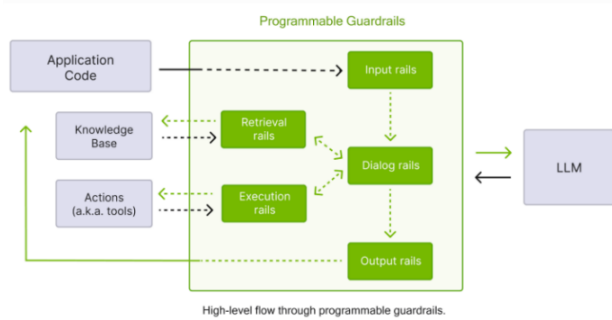 Programmable Guardrails
Application
Code
Input rails
Knowledge
Base
Retrieval
rails
Dialog rails
LLM
Actions
(a.k.a. tools)
Execution
rails
Output rails
High-level flow through programmable guardrails.